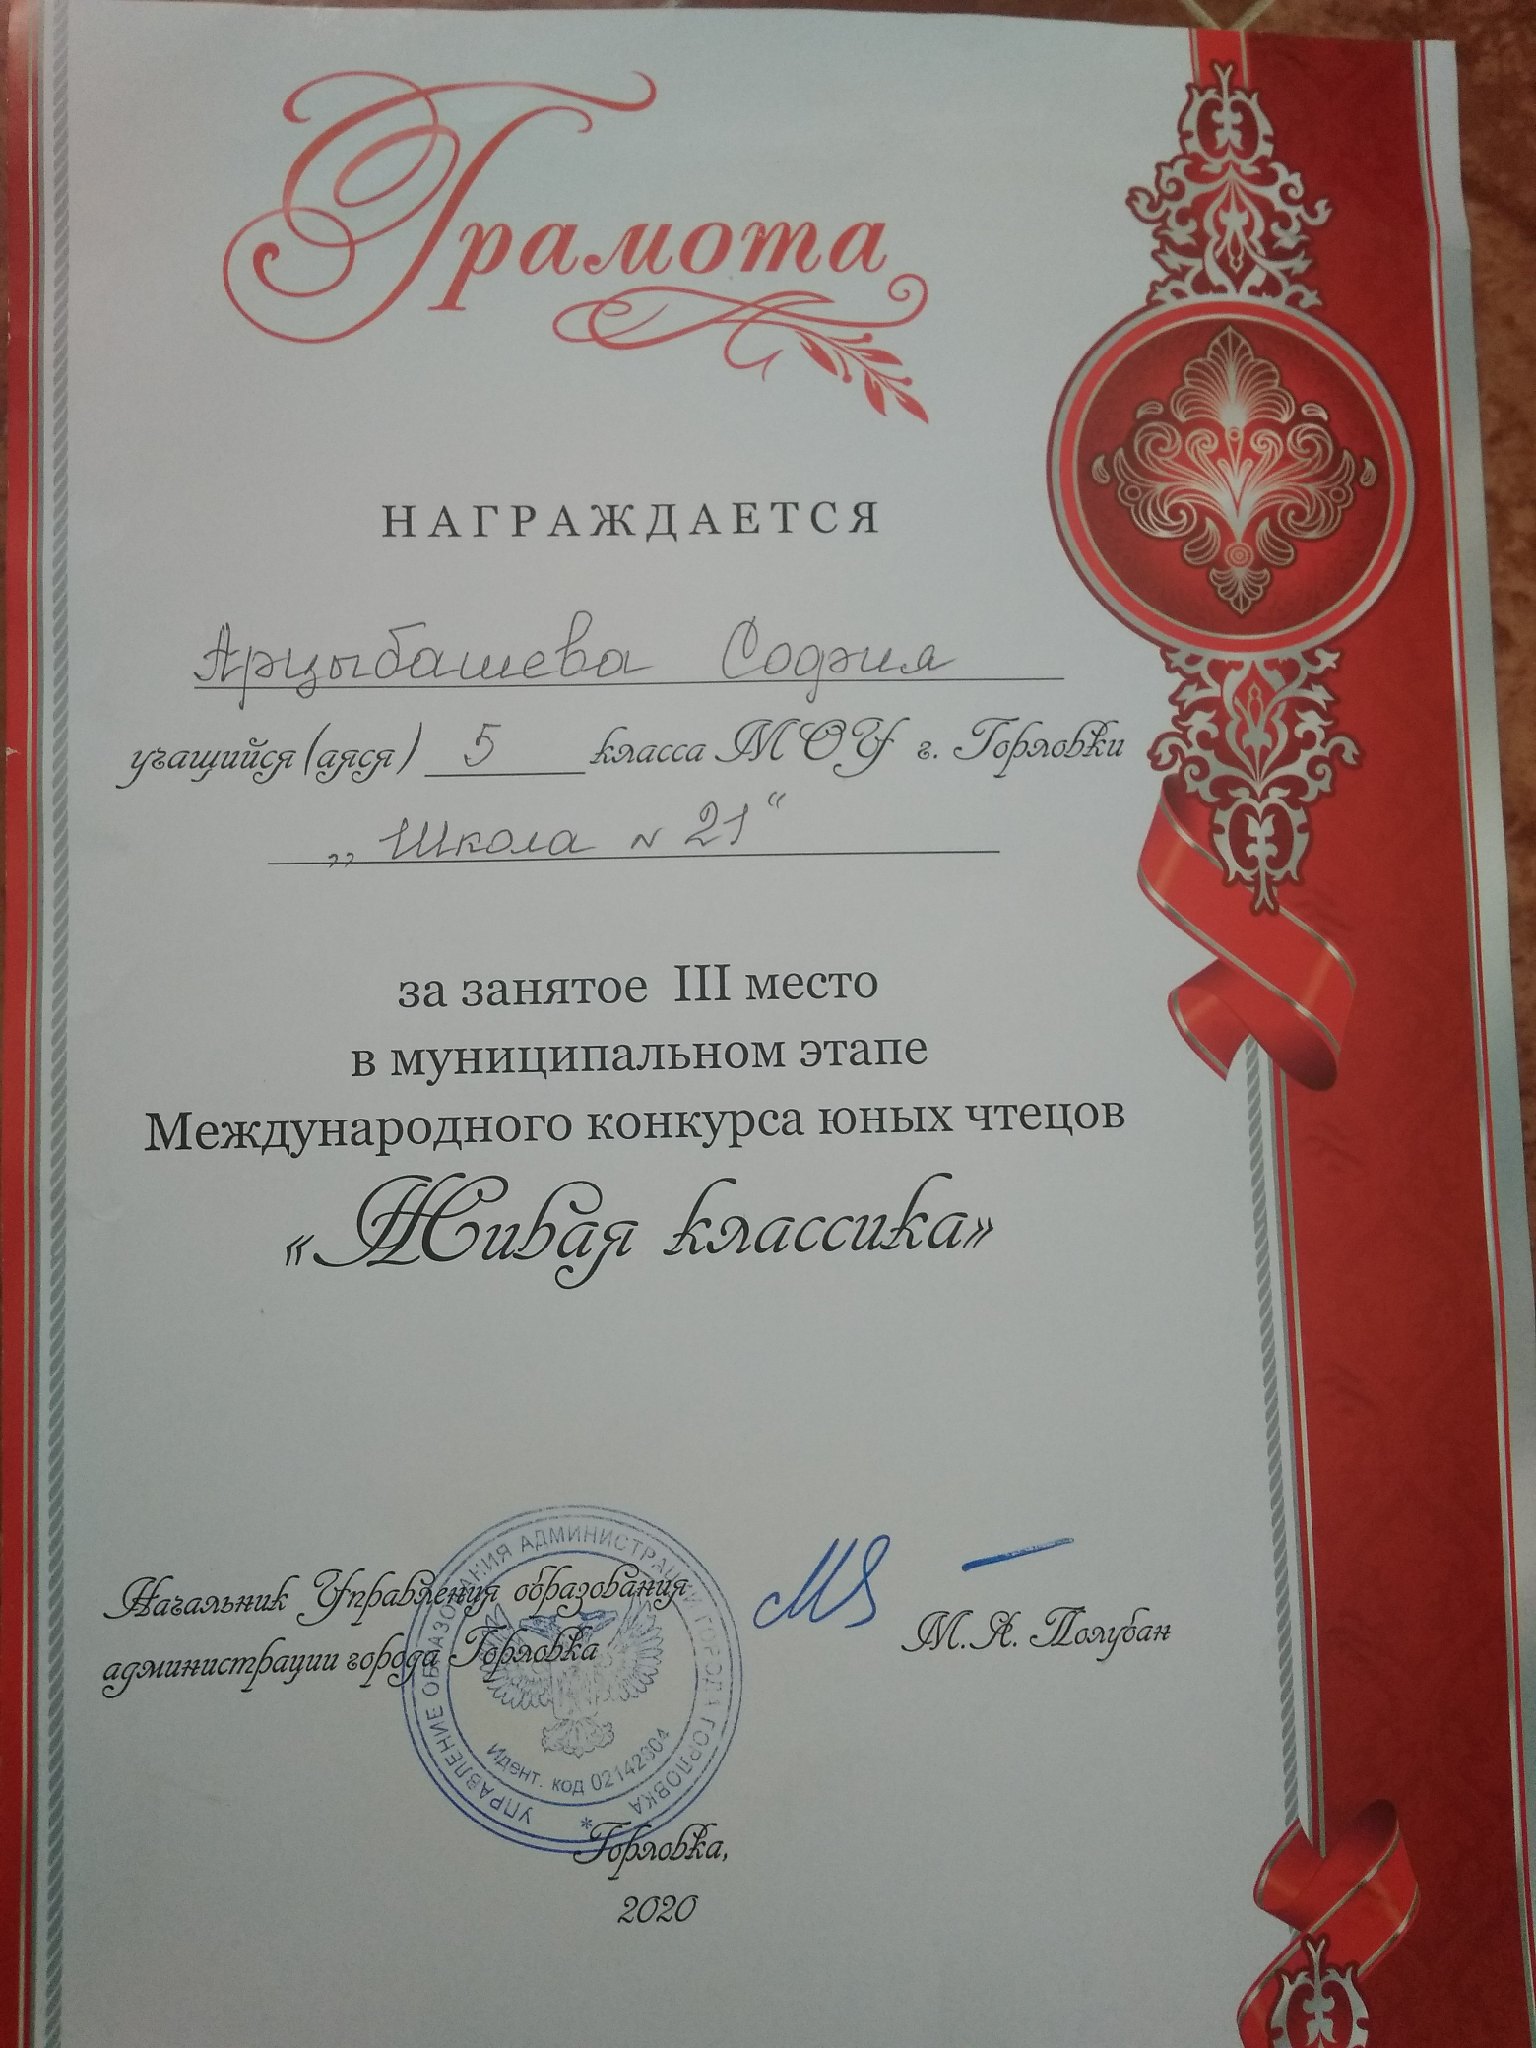 Грамота
НАГРАЖДАЕТСЯ
Арцыбашева София
учащийся (аяся) 5 класса МОУ г. Горловки
„Школа N 21“
за занятое III место
в муниципальном этапе
Международного конкурса юных чтецов
«Живая классика»
Начальник Управления образования
администрации города Горловка
М. А. Полубан
УПРАВЛЕНИЕ ОБРАЗОВАНИЯ АДМИНИСТРАЦИИ ГОРОДА ГОРЛОВКА
Идент. код 02142304
*
Горловка,
2020